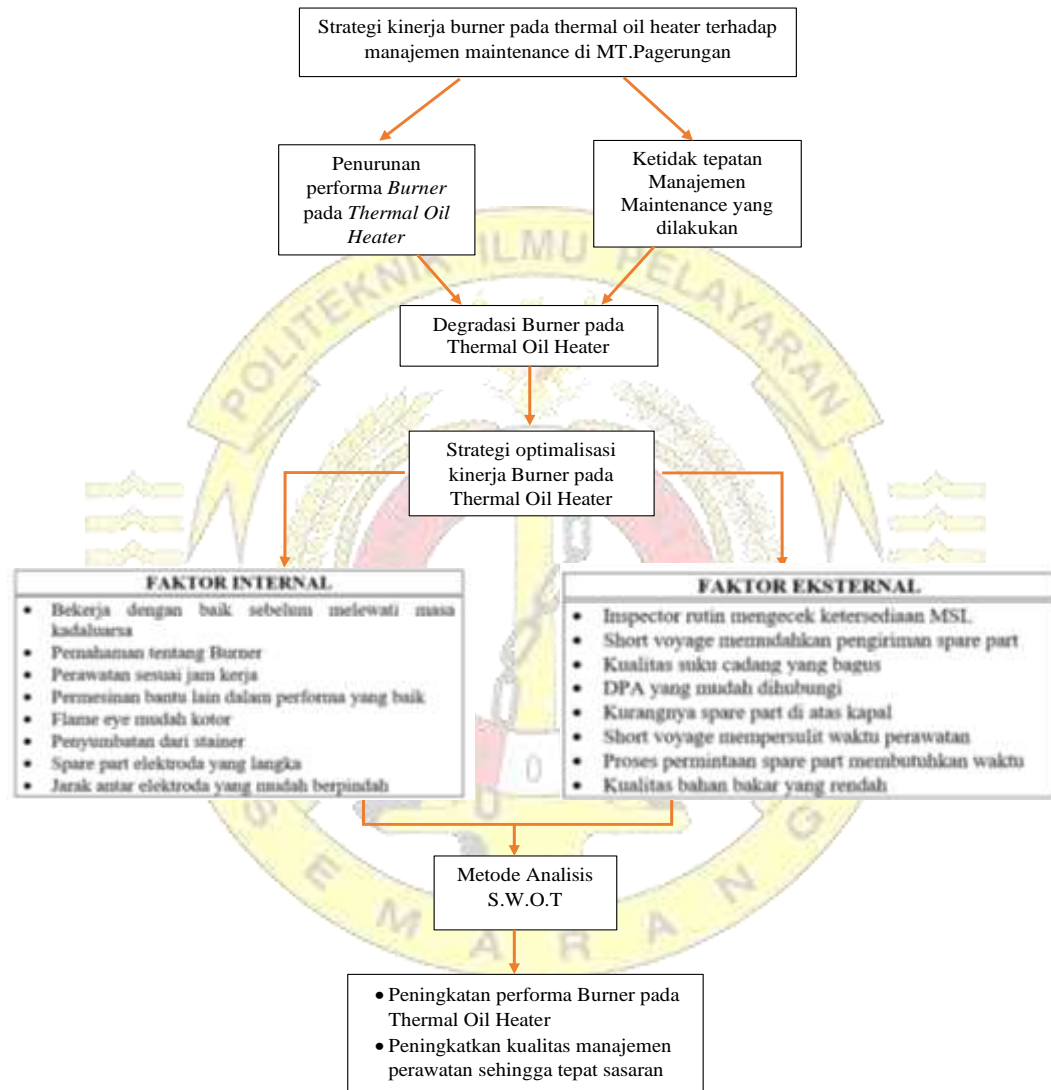 Strategi kinerja burner pada thermal oil heater terhadap
manajemen maintenance di MT.Pagerungan
Penurunan
performa Burner
pada Thermal Oil
Heater
Ketidak tepatan
Manajemen
Maintenance yang
dilakukan
POLITEKNIK ILMU PELAYARAN
Degradasi Burner pada
Thermal Oil Heater
Strategi optimalisasi
kinerja Burner pada
Thermal Oil Heater
FAKTOR INTERNAL
• Bekerja dengan baik sebelum melewati masa
kadaluarsa
• Pemahaman tentang Burner
• Perawatan sesuai jam kerja
• Permesinan bantu lain dalam performa yang baik
• Flame eye mudah kotor
• Penyumbatan dari stainer
• Spare part elektroda yang langka
• Jarak antar elektroda yang mudah berpindah
FAKTOR EKSTERNAL
• Inspector rutin mengecek ketersediaan MSL
• Short voyage memudahkan pengiriman spare part
• Kualitas suku cadang yang bagus
• DPA yang mudah dihubungi
• Kurangnya spare part di atas kapal
• Short voyage mempersulit waktu perawatan
• Proses permintaan spare part membutuhkan waktu
• Kualitas bahan bakar yang rendah
SEMARANG
Metode Analisis
S.W.O.T
• Peningkatan performa Burner pada
Thermal Oil Heater
• Peningkatkan kualitas manajemen
perawatan sehingga tepat sasaran